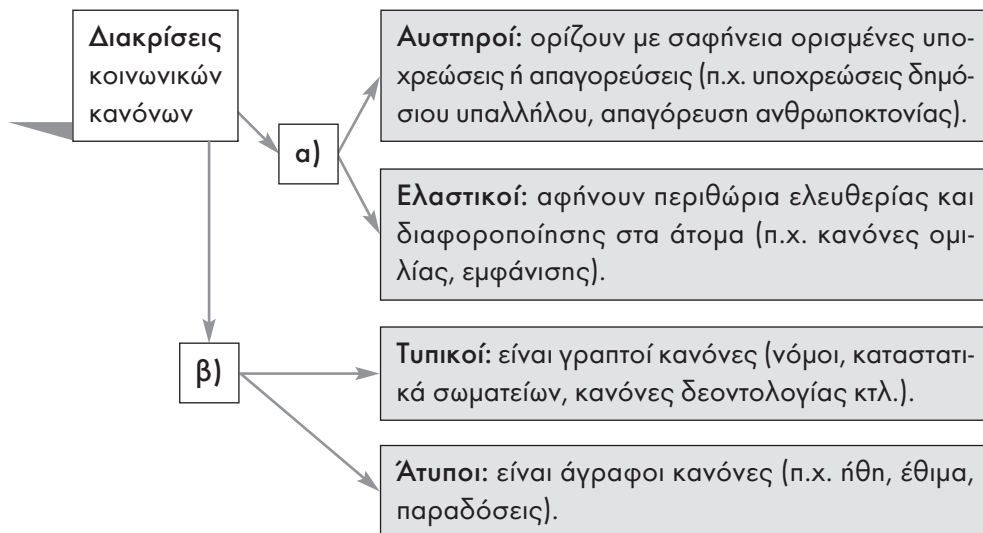 Διακρίσεις
κοινωνικών
κανόνων
α)
Αυστηροί: ορίζουν με σαφήνεια ορισμένες υπο-
χρεώσεις ή απαγορεύσεις (π.χ. υποχρεώσεις δημό-
σιου υπαλλήλου, απαγόρευση ανθρωποκτονίας).
Ελαστικοί: αφήνουν περιθώρια ελευθερίας και
διαφοροποίησης στα άτομα (π.χ. κανόνες ομι-
λίας, εμφάνισης).
β)
Τυπικοί: είναι γραπτοί κανόνες (νόμοι, καταστατι-
κά σωματείων, κανόνες δεοντολογίας κτλ.).
Άτυποι: είναι άγραφοι κανόνες (π.χ. ήθη, έθιμα,
παραδόσεις).